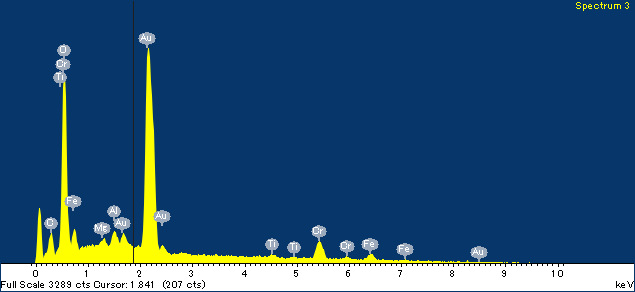 Spectrum 3
Au
O
Cr
Ti
Fe
C
Mg
Al
Au
Au
Ti
Ti
Cr
Cr
Fe
Fe
Au
0 1 2 3 4 5 6 7 8 9 10
Full Scale 3289 cts Cursor: 1.841 (207 cts) keV